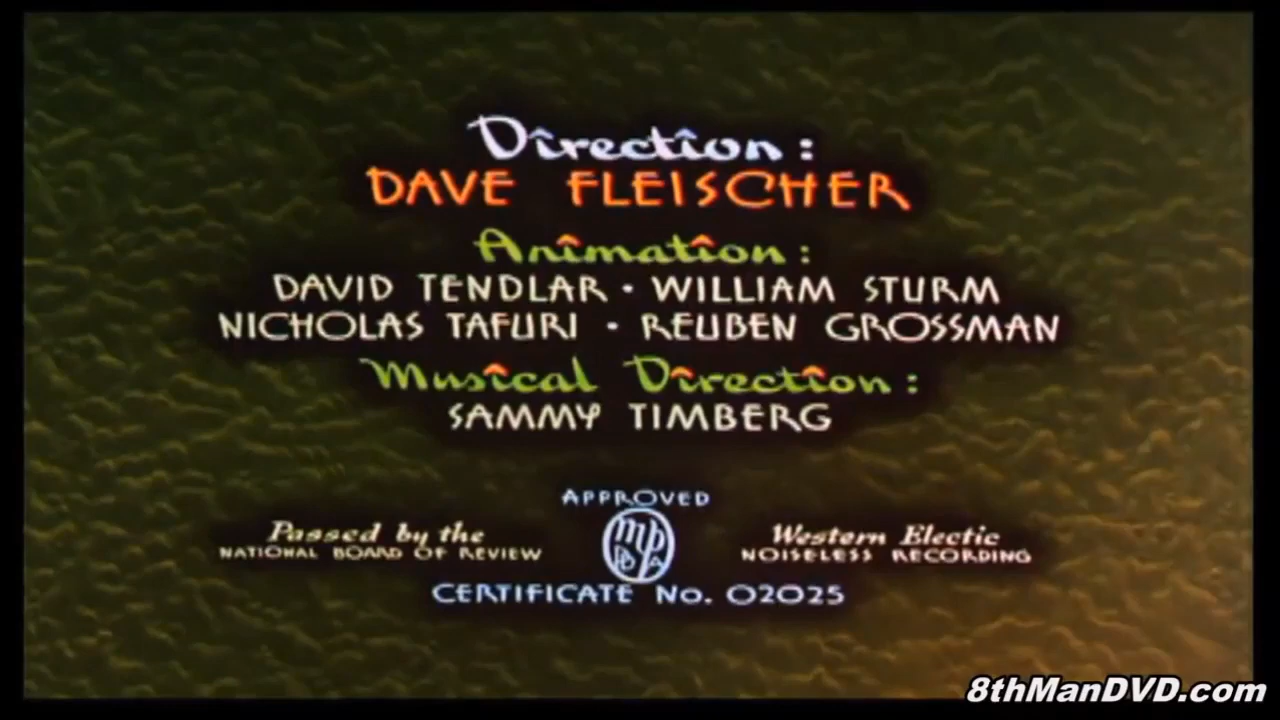 Direction:
DAVE FLEISCHER
Animation:
DAVID TENDLAR • WILLIAM STURM
NICHOLAS TAFURI • REUBEN GROSSMAN
Musical Direction:
SAMMY TIMBERG
APPROVED
MPDA
Passed by the
NATIONAL BOARD OF REVIEW
Western Electic
NOISELESS RECORDING
CERTIFICATE No. 02025
8thManDVD.com